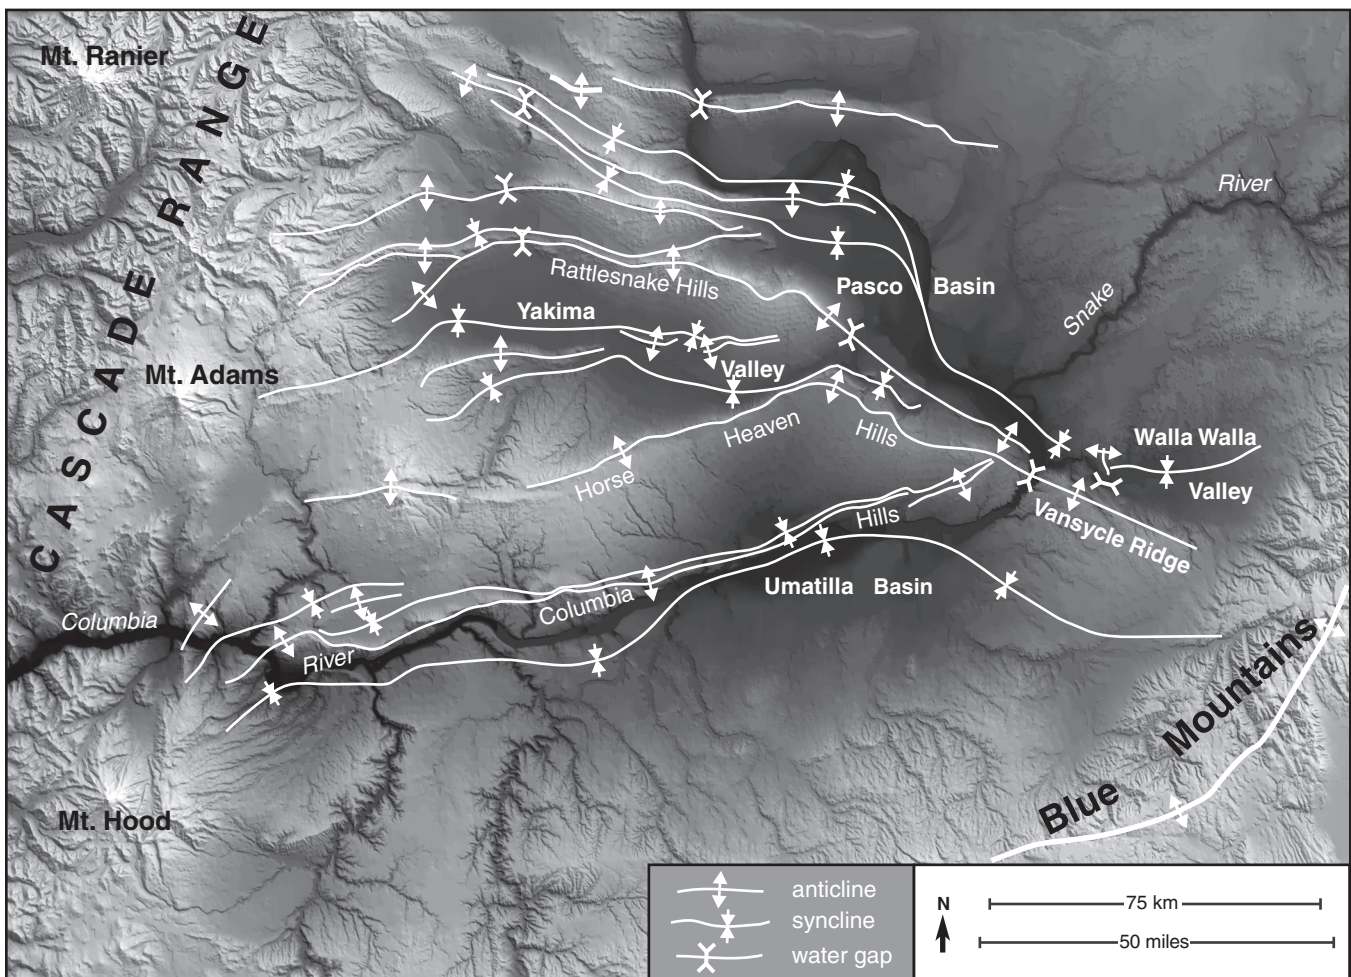 Mt. Ranier
CASCADE RANGE
River
Rattlesnake Hills
Pasco Basin
Snake
Yakima
Valley
Mt. Adams
Heaven
Hills
Horse
Walla Walla
Valley
Vansycle Ridge
Hills
Umatilla Basin
Columbia
Columbia
River
Blue Mountains
Mt. Hood
anticline
syncline
water gap
N
75 km
50 miles